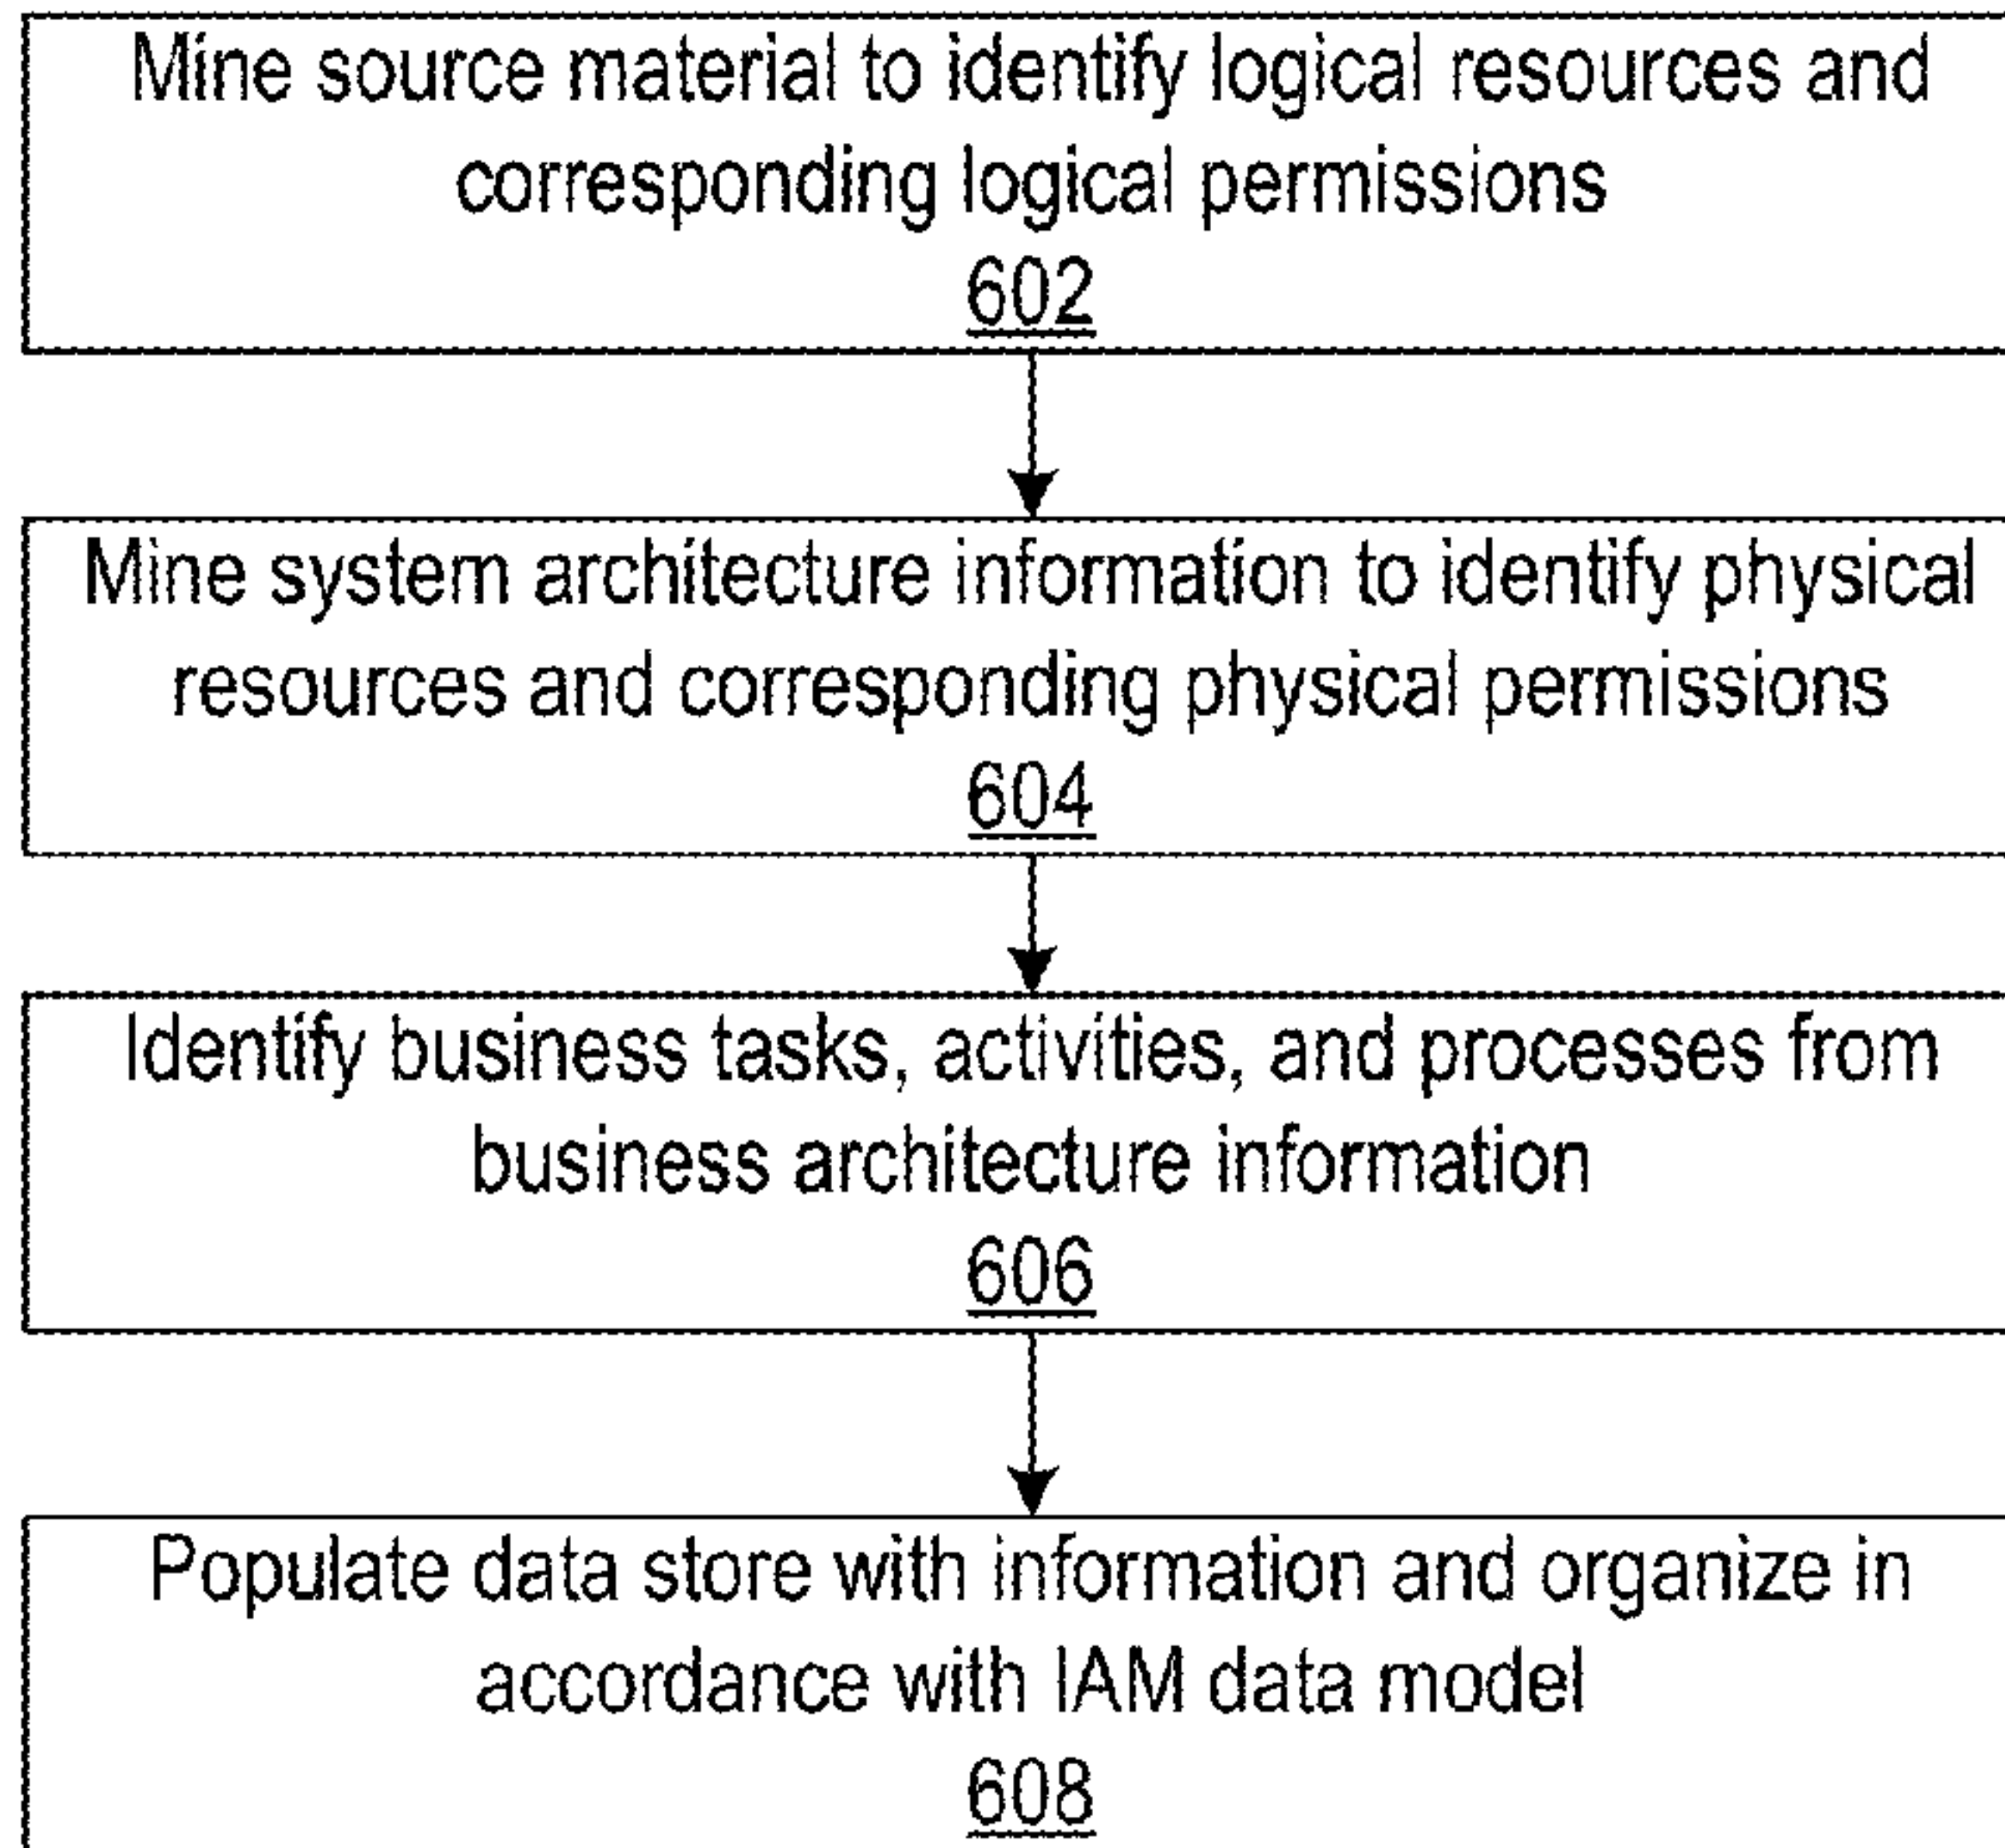 Mine source material to identify logical resources and
corresponding logical permissions
602
Mine system architecture information to identify physical
resources and corresponding physical permissions
604
Identify business tasks, activities, and processes from
business architecture information
606
Populate data store with information and organize in
accordance with IAM data model
608